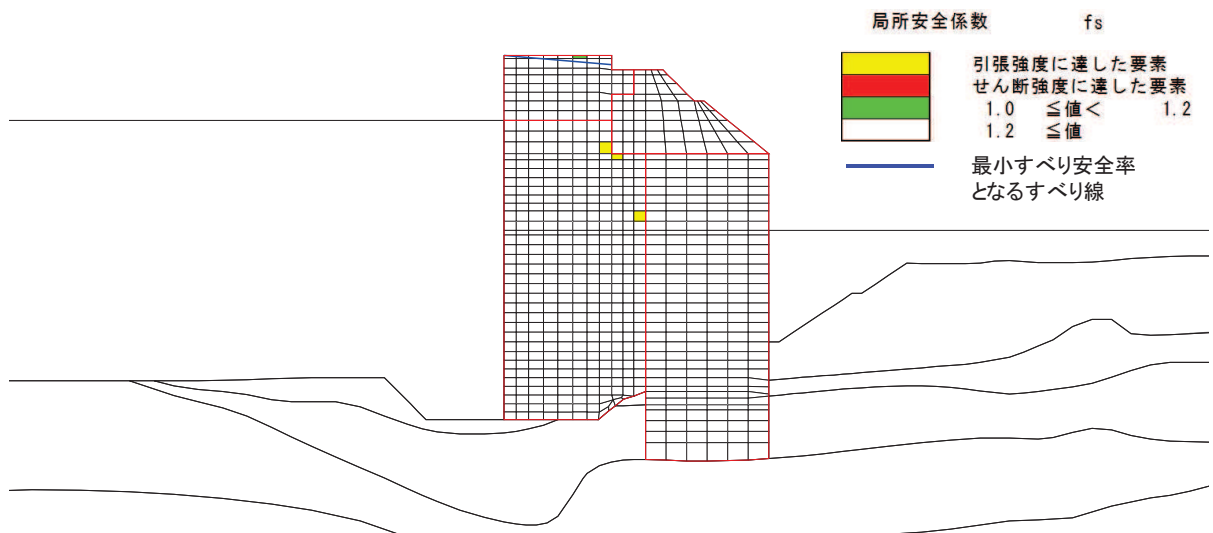 局所安全係数 fs
引張強度に達した要素
せん断強度に達した要素
1.0 ≦値< 1.2
1.2 ≦値
最小すべり安全率
となるすべり線